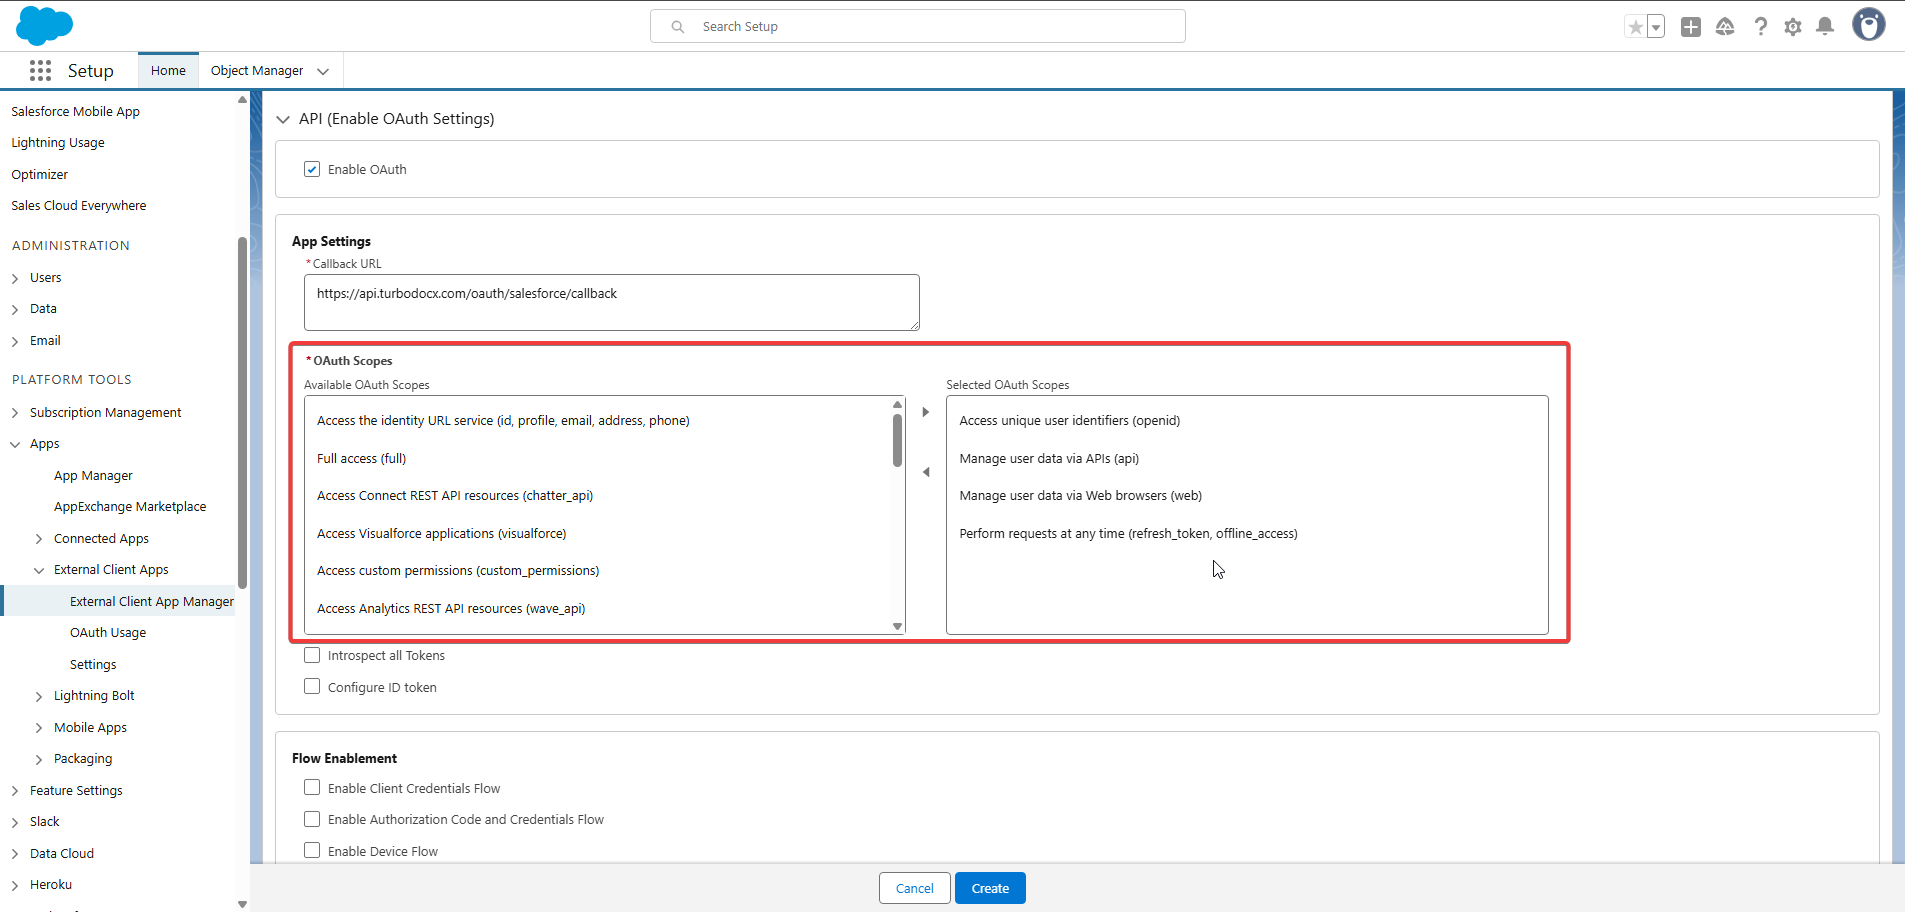 Search Setup
Setup
Home
Object Manager
Salesforce Mobile App
Lightning Usage
Optimizer
Sales Cloud Everywhere
ADMINISTRATION
Users
Data
Email
PLATFORM TOOLS
Subscription Management
Apps
App Manager
AppExchange Marketplace
Connected Apps
External Client Apps
External Client App Manager
OAuth Usage
Settings
Lightning Bolt
Mobile Apps
Packaging
Feature Settings
Slack
Data Cloud
Heroku
API (Enable OAuth Settings)
Enable OAuth
App Settings
*Callback URL
https://api.turbodocx.com/oauth/salesforce/callback
*OAuth Scopes
Available OAuth Scopes
Access the identity URL service (id, profile, email, address, phone)
Full access (full)
Access Connect REST API resources (chatter_api)
Access Visualforce applications (visualforce)
Access custom permissions (custom_permissions)
Access Analytics REST API resources (wave_api)
Selected OAuth Scopes
Access unique user identifiers (openid)
Manage user data via APIs (api)
Manage user data via Web browsers (web)
Perform requests at any time (refresh_token, offline_access)
Introspect all Tokens
Configure ID token
Flow Enablement
Enable Client Credentials Flow
Enable Authorization Code and Credentials Flow
Enable Device Flow
Cancel
Create